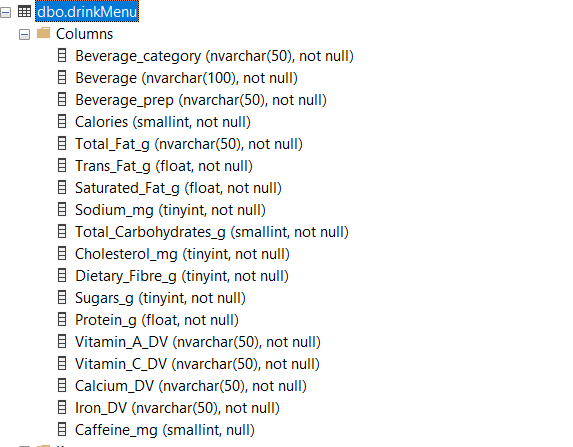 dbo.drinkMenu
Columns
Beverage_category (nvarchar(50), not null)
Beverage (nvarchar(100), not null)
Beverage_prep (nvarchar(50), not null)
Calories (smallint, not null)
Total_Fat_g (nvarchar(50), not null)
Trans_Fat_g (float, not null)
Saturated_Fat_g (float, not null)
Sodium_mg (tinyint, not null)
Total_Carbohydrates_g (smallint, not null)
Cholesterol_mg (tinyint, not null)
Dietary_Fibre_g (tinyint, not null)
Sugars_g (tinyint, not null)
Protein_g (float, not null)
Vitamin_A_DV (nvarchar(50), not null)
Vitamin_C_DV (nvarchar(50), not null)
Calcium_DV (nvarchar(50), not null)
Iron_DV (nvarchar(50), not null)
Caffeine_mg (smallint, null)